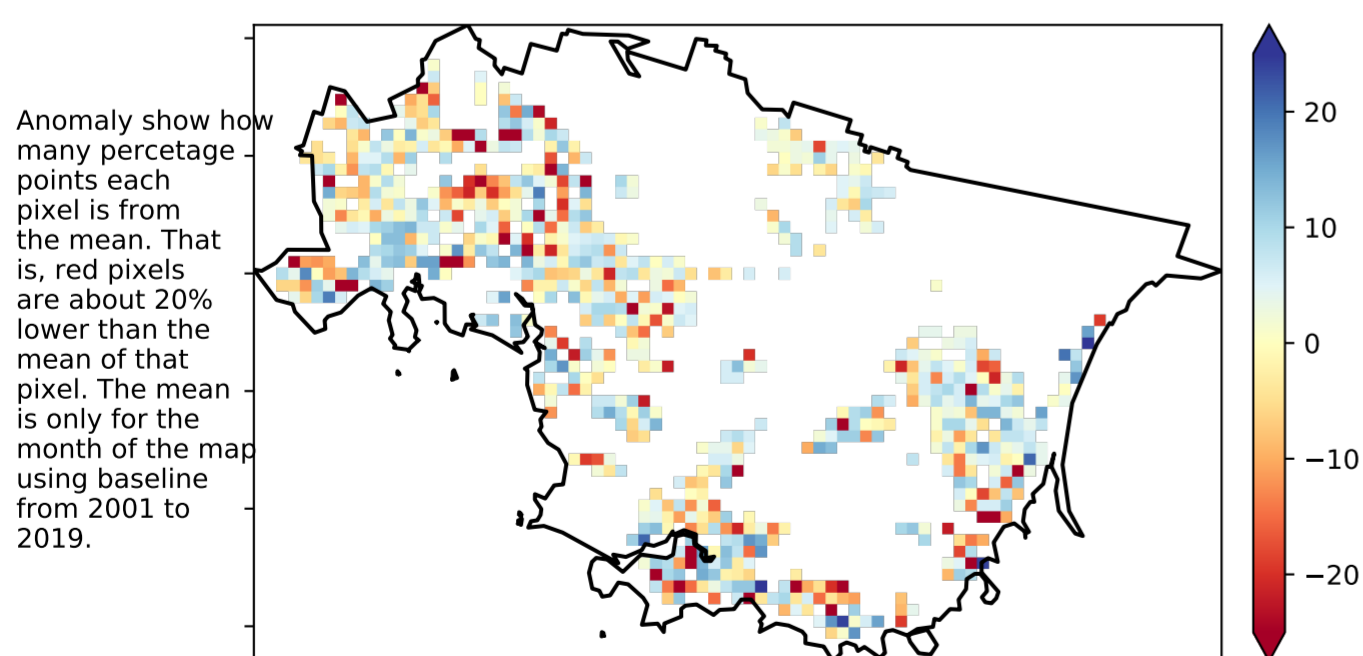 Anomaly show how
many percetage
points each
pixel is from
the mean. That
is, red pixels
are about 20%
lower than the
mean of that
pixel. The mean
is only for the
month of the map
using baseline
from 2001 to
2019.
20
10
0
−10
−20